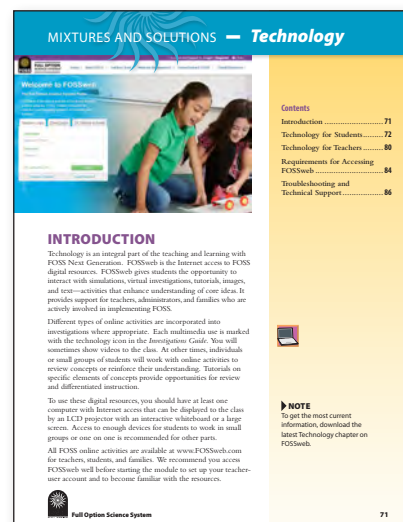 MIXTURES AND SOLUTIONS — Technology
Welcome to FOSSweb
Contents
Introduction ............................ 71
Technology for Students......... 72
Technology for Teachers ......... 80
Requirements for Accessing
FOSSweb ................................ 84
Troubleshooting and
Technical Support .................. 86
INTRODUCTION
Technology is an integral part of the teaching and learning with
FOSS Next Generation. FOSSweb is the Internet access to FOSS
digital resources. FOSSweb gives students the opportunity to
interact with simulations, virtual investigations, tutorials, images,
and text—activities that enhance understanding of core ideas. It
provides support for teachers, administrators, and families who are
actively involved in implementing FOSS.
Different types of online activities are incorporated into
investigations where appropriate. Each multimedia use is marked
with the technology icon in the Investigations Guide. You will
sometimes show videos to the class. At other times, individuals
or small groups of students will work with online activities to
review concepts or reinforce their understanding. Tutorials on
specific elements of concepts provide opportunities for review
and differentiated instruction.
To use these digital resources, you should have at least one
computer with Internet access that can be displayed to the class
by an LCD projector with an interactive whiteboard or a large
screen. Access to enough devices for students to work in small
groups or one on one is recommended for other parts.
All FOSS online activities are available at www.FOSSweb.com
for teachers, students, and families. We recommend you access
FOSSweb well before starting the module to set up your teacher-
user account and to become familiar with the resources.
NOTE
To get the most current
information, download the
latest Technology chapter on
FOSSweb.
Full Option Science System
71